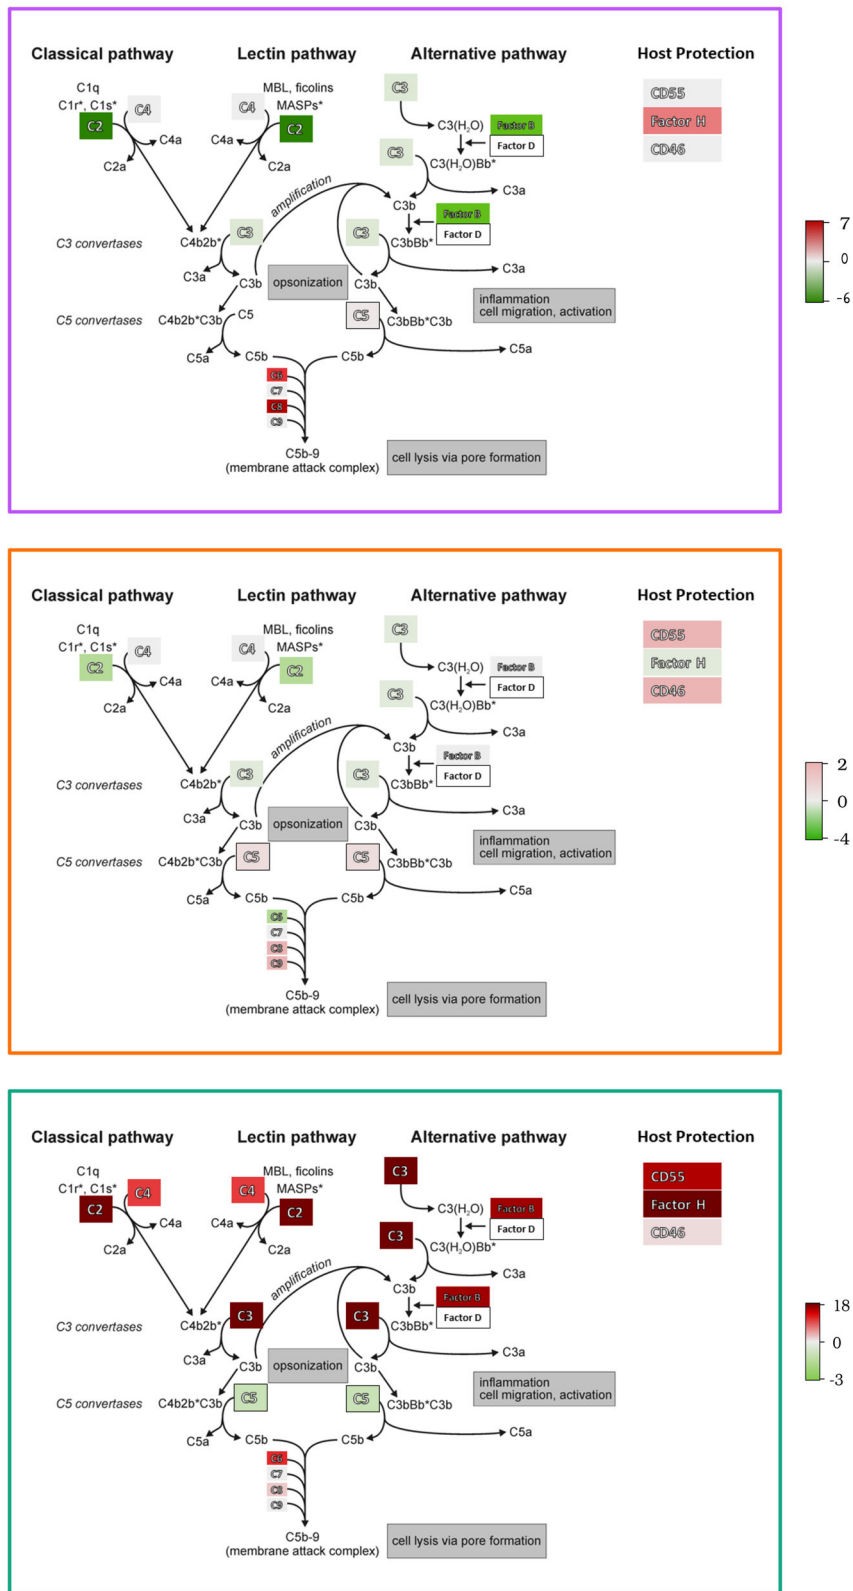 Classical pathway Lectin pathway Alternative pathway Host Protection
C1q MBL, ficolins C3 CD55
C1r*, C1s* C4 C4 MASPs* Factor H
C2 C4a C4a C2 C3(H2O) Factor B CD46
C2a C2a Factor D
C3 C3(H2O)Bb*
amplification C3a
C3b
Factor B
C3 convertases C4b2b* C3 C3 C3bBb* Factor D
C3a C3b opsonization C3b C3a
inflammation
cell migration, activation
C5 convertases C4b2b*C3b C5 C5 C3bBb*C3b
C5a C5b C5b C5a
C6
C7
C8
C9
C5b-9
(membrane attack complex) cell lysis via pore formation
7
0
-6
Classical pathway Lectin pathway Alternative pathway Host Protection
C1q MBL, ficolins C3 CD55
C1r*, C1s* C4 C4 MASPs* Factor H
C2 C4a C4a C2 C3(H2O) Factor B CD46
C2a C2a Factor D
C3 C3(H2O)Bb*
amplification C3a
C3b
Factor B
C3 convertases C4b2b* C3 C3 C3bBb* Factor D
C3a C3b opsonization C3b C3a
inflammation
cell migration, activation
C5 convertases C4b2b*C3b C5 C5 C3bBb*C3b
C5a C5b C5b C5a
C6
C7
C8
C9
C5b-9
(membrane attack complex) cell lysis via pore formation
2
0
-4
Classical pathway Lectin pathway Alternative pathway Host Protection
C1q MBL, ficolins C3 CD55
C1r*, C1s* C4 C4 MASPs* Factor H
C2 C4a C4a C2 C3(H2O) Factor B CD46
C2a C2a Factor D
C3 C3(H2O)Bb*
amplification C3a
C3b
Factor B
C3 convertases C4b2b* C3 C3 C3bBb* Factor D
C3a C3b opsonization C3b C3a
inflammation
cell migration, activation
C5 convertases C4b2b*C3b C5 C5 C3bBb*C3b
C5a C5b C5b C5a
C6
C7
C8
C9
C5b-9
(membrane attack complex) cell lysis via pore formation
18
0
-3